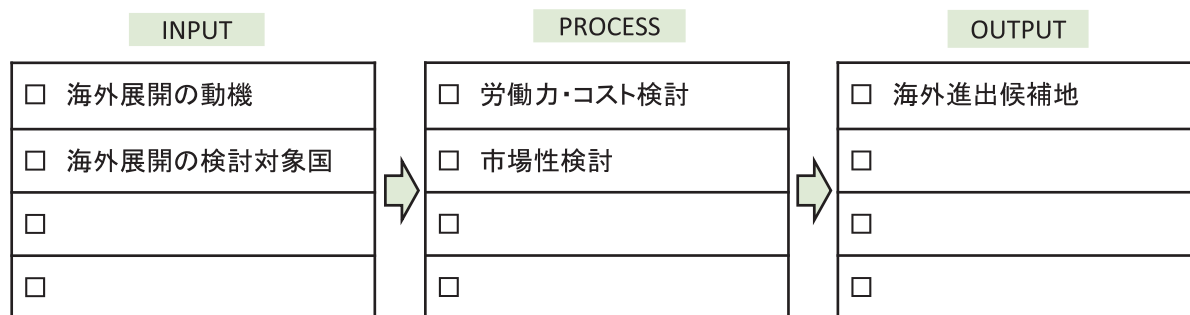 INPUT
□ 海外展開の動機
□ 海外展開の検討対象国
□
□
PROCESS
□ 労働力・コスト検討
□ 市場性検討
□
□
OUTPUT
□ 海外進出候補地
□
□
□